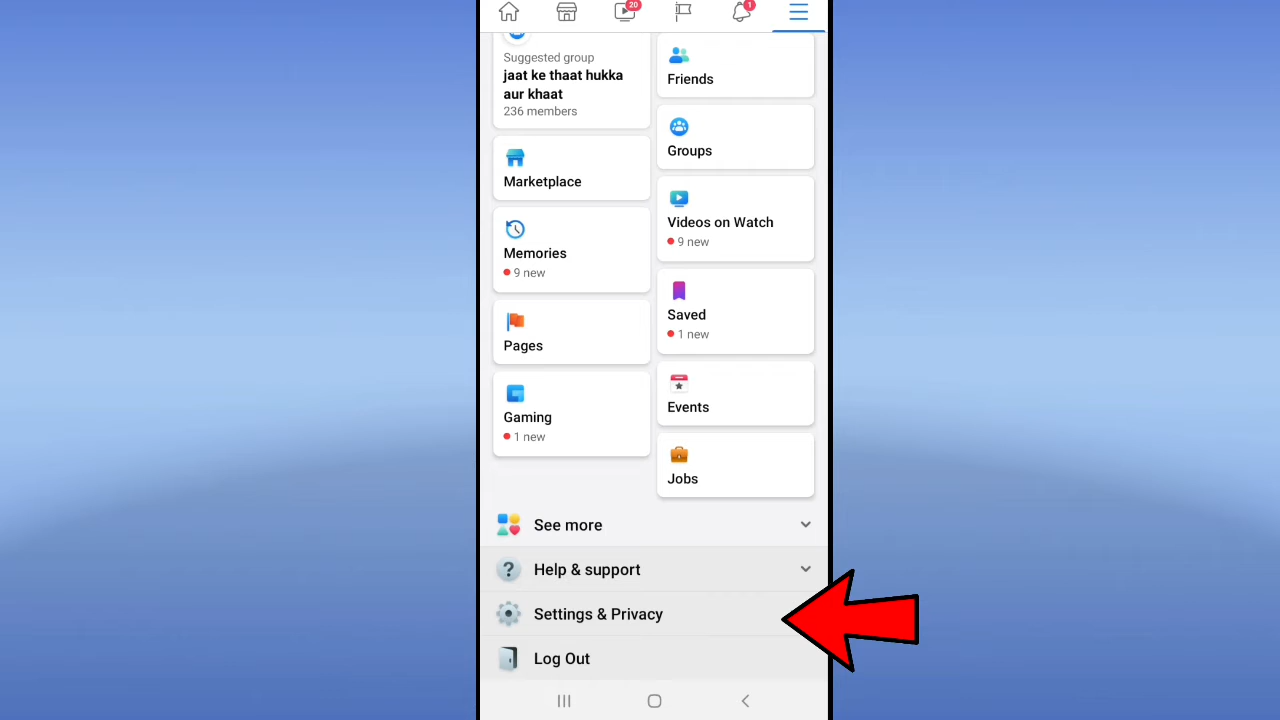 20
1
Suggested group
jaat ke thaat hukka
aur khaat
236 members
Friends
Groups
Marketplace
Videos on Watch
9 new
Memories
9 new
Saved
1 new
Pages
Events
Gaming
1 new
Jobs
See more
Help & support
Settings & Privacy
Log Out